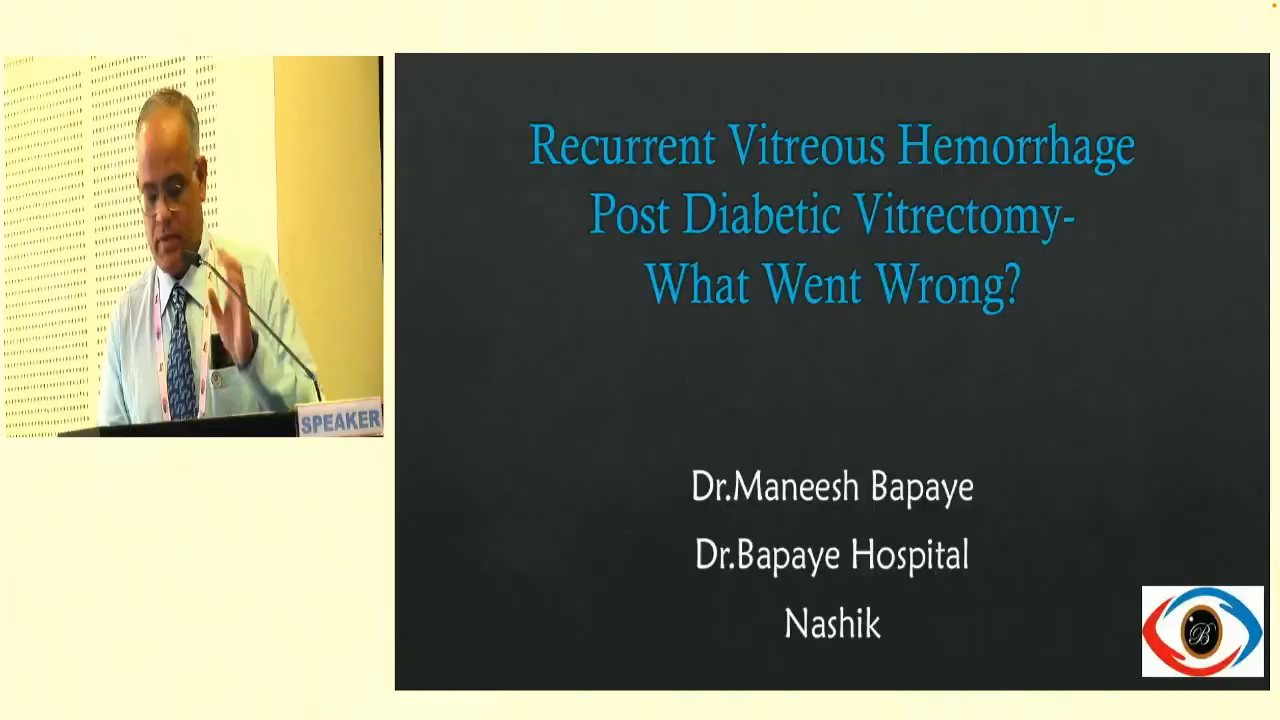 Recurrent Vitreous Hemorrhage
Post Diabetic Vitrectomy-
What Went Wrong?
Dr.Maneesh Bapaye
Dr.Bapaye Hospital
Nashik
B
SPEAKER